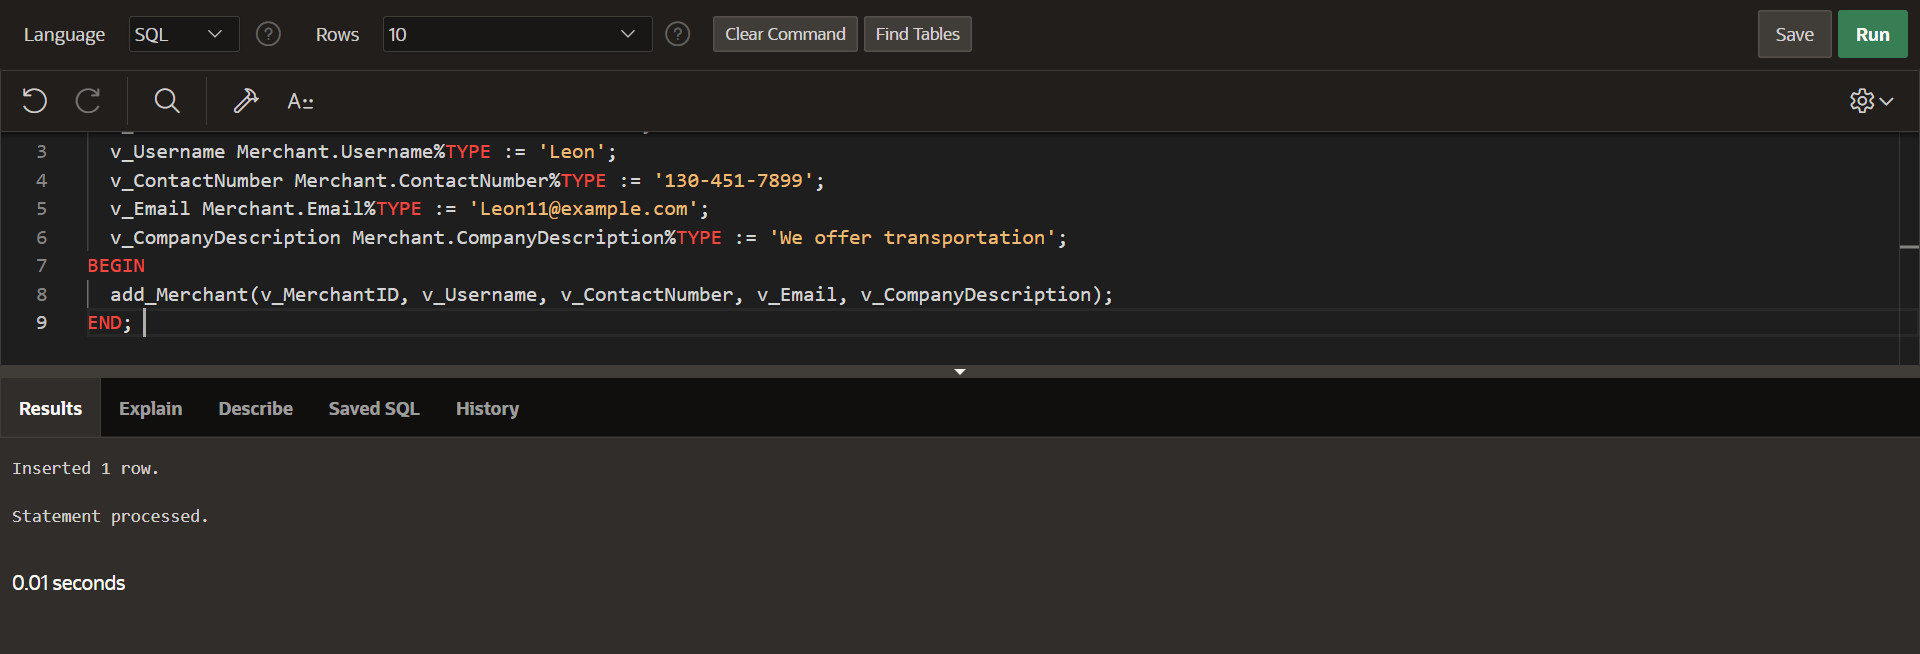 Language SQL Rows 10 Clear Command Find Tables Save Run
3 v_Username Merchant.Username%TYPE := 'Leon';
4 v_ContactNumber Merchant.ContactNumber%TYPE := '130-451-7899';
5 v_Email Merchant.Email%TYPE := 'Leon11@example.com';
6 v_CompanyDescription Merchant.CompanyDescription%TYPE := 'We offer transportation';
7 BEGIN
8 add_Merchant(v_MerchantID, v_Username, v_ContactNumber, v_Email, v_CompanyDescription);
9 END;
Results Explain Describe Saved SQL History
Inserted 1 row.
Statement processed.
0.01 seconds